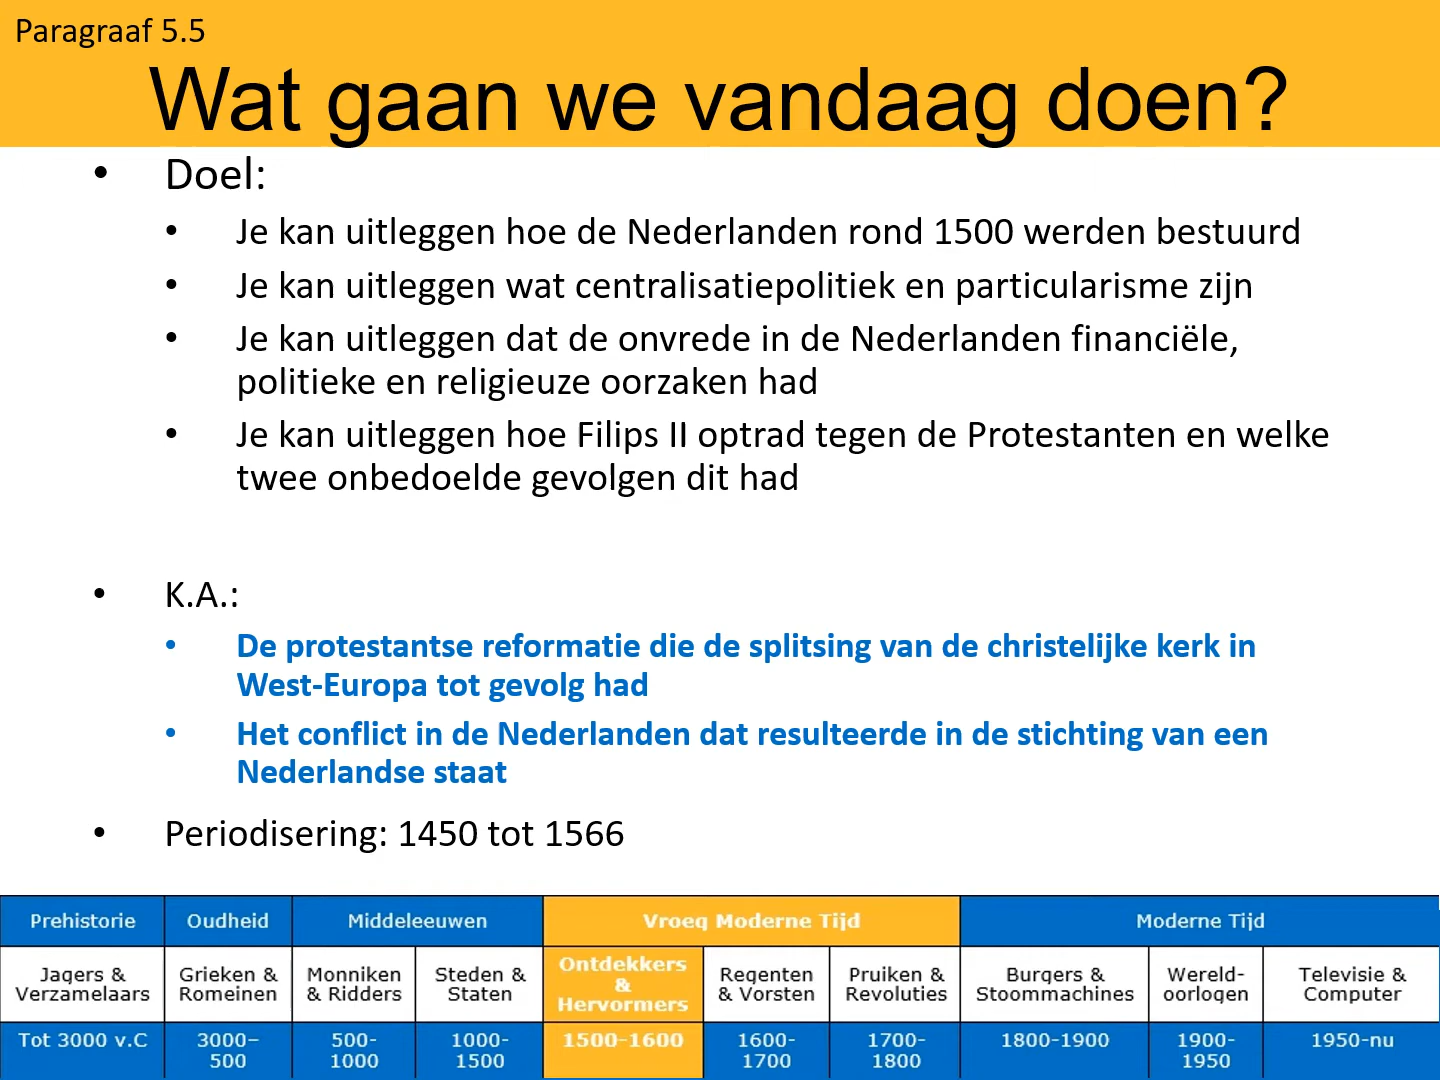 Paragraaf 5.5
Wat gaan we vandaag doen?
• Doel:
• Je kan uitleggen hoe de Nederlanden rond 1500 werden bestuurd
• Je kan uitleggen wat centralisatiepolitiek en particularisme zijn
• Je kan uitleggen dat de onvrede in de Nederlanden financiële,
politieke en religieuze oorzaken had
• Je kan uitleggen hoe Filips II optrad tegen de Protestanten en welke
twee onbedoelde gevolgen dit had
• K.A.:
• De protestantse reformatie die de splitsing van de christelijke kerk in
West-Europa tot gevolg had
• Het conflict in de Nederlanden dat resulteerde in de stichting van een
Nederlandse staat
• Periodisering: 1450 tot 1566
Prehistorie Oudheid Middeleeuwen Vroeg Moderne Tijd Moderne Tijd
Jagers &
Verzamelaars
Grieken &
Romeinen
Monniken
& Ridders
Steden &
Staten
Ontdekkers
&
Hervormers
Regenten
& Vorsten
Pruiken &
Revoluties
Burgers &
Stoommachines
Wereld-
oorlogen
Televisie &
Computer
Tot 3000 v.C
3000–
500
500-
1000
1000-
1500
1500-1600
1600-
1700
1700-
1800
1800-1900
1900-
1950
1950-nu